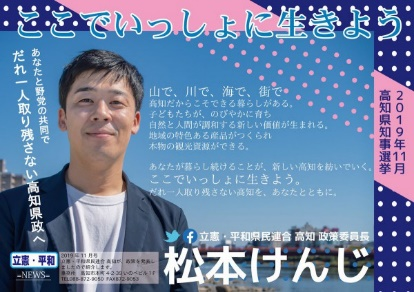 ここでいっしょに生きよう
2019年11月
高知県知事選挙
あなたと野党の共同で
だれ一人取り残さない高知県政へ
山で、川で、海で、街で
高知だからこそできる暮らしがある。
子どもたちが、のびやかに育ち
自然と人間が調和する新しい価値が生まれる。
地域の特色ある産品がつくられ
本物の観光資源ができる。
あなたが暮らし続けることが、新しい高知を紡いでいく。
ここでいっしょに生きよう。
だれ一人取り残さない高知を、あなたとともに。
立憲・平和県民連合 高知 政策委員長
松本けんじ
立憲・平和
-NEWS-
2019年11月号